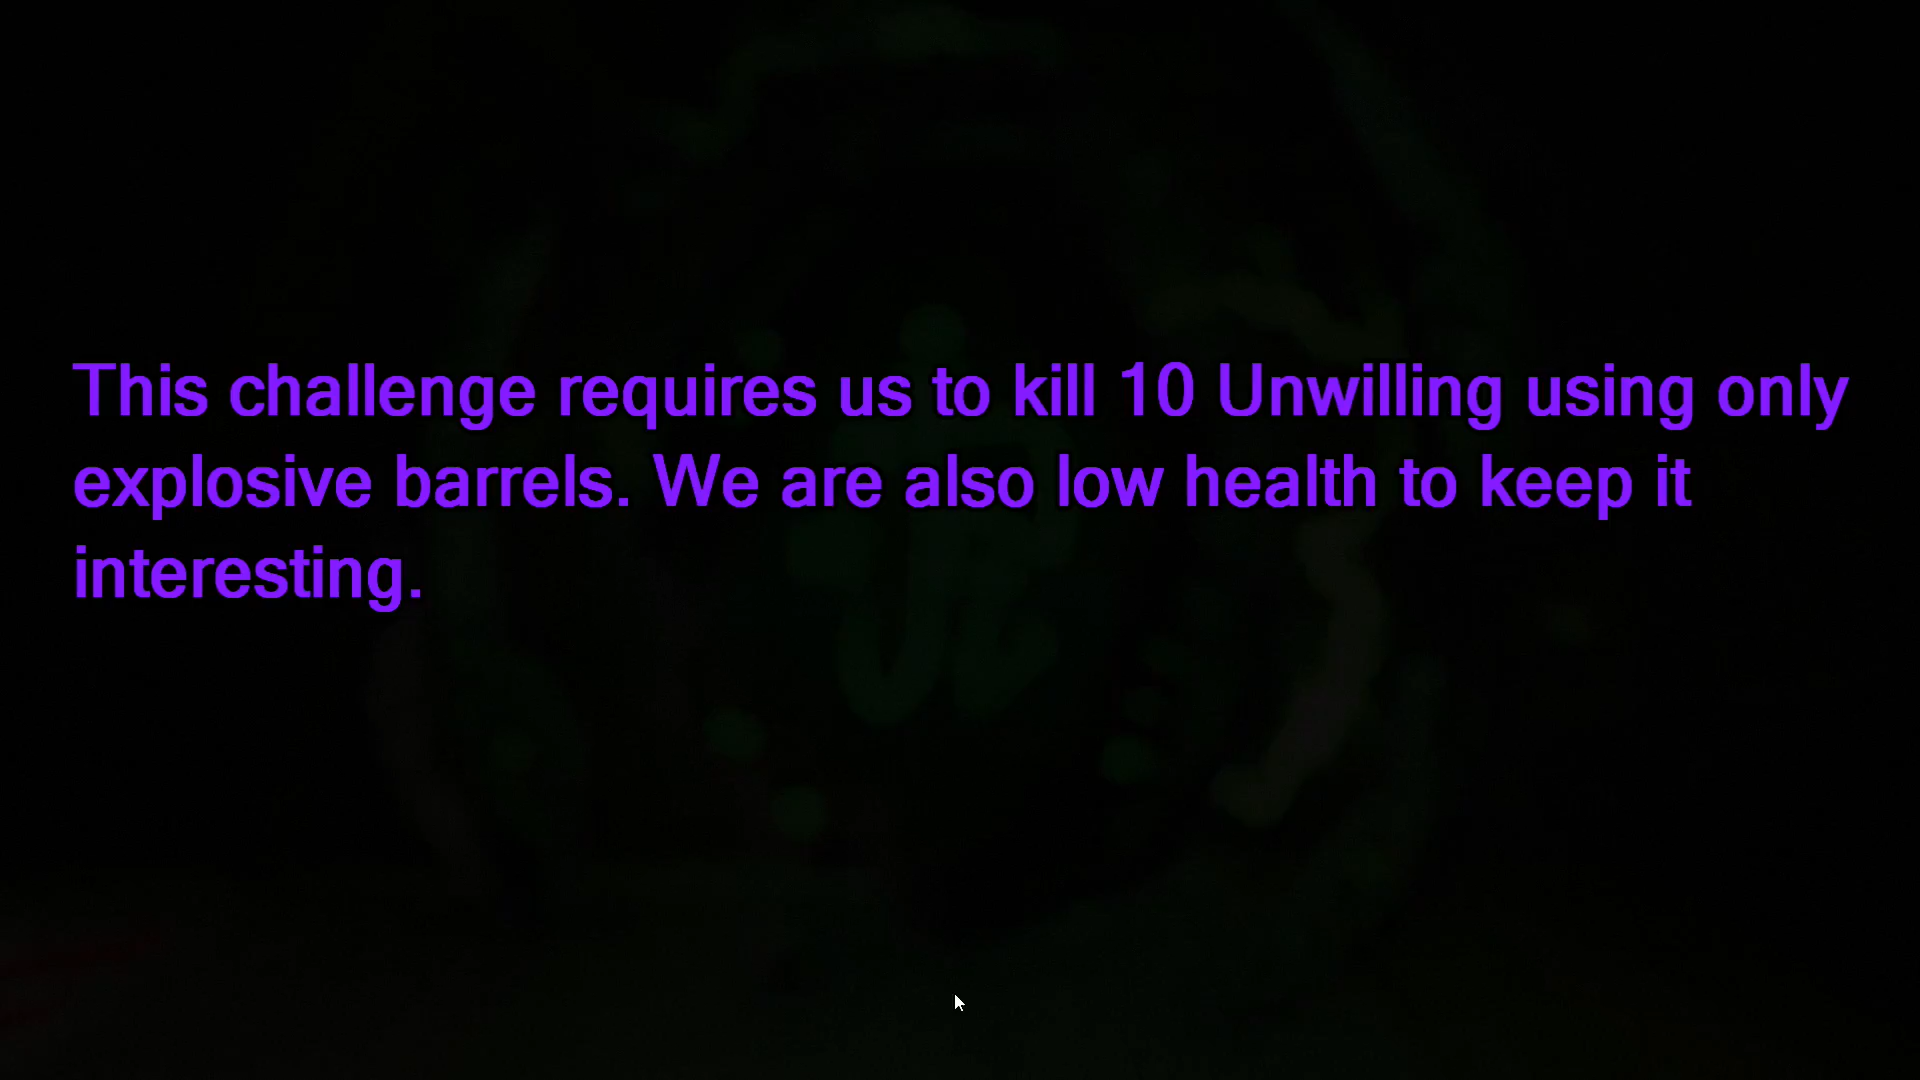 This challenge requires us to kill 10 Unwilling using only
explosive barrels. We are also low health to keep it
interesting.